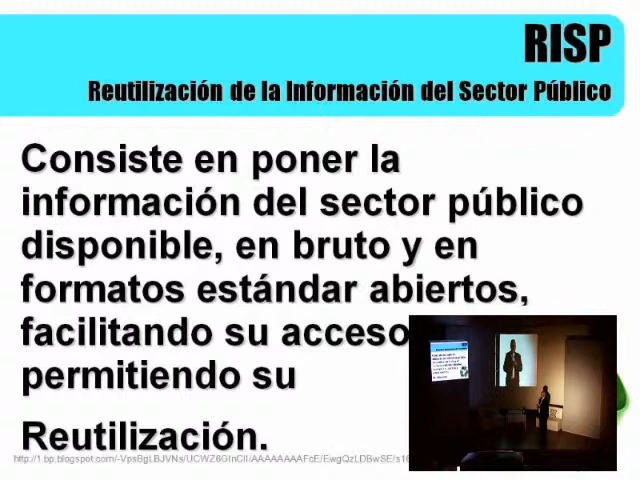 RISP
Reutilización de la Información del Sector Público
Consiste en poner la
información del sector público
disponible, en bruto y en
formatos estándar abiertos,
facilitando su acceso
permitiendo su
Reutilización.